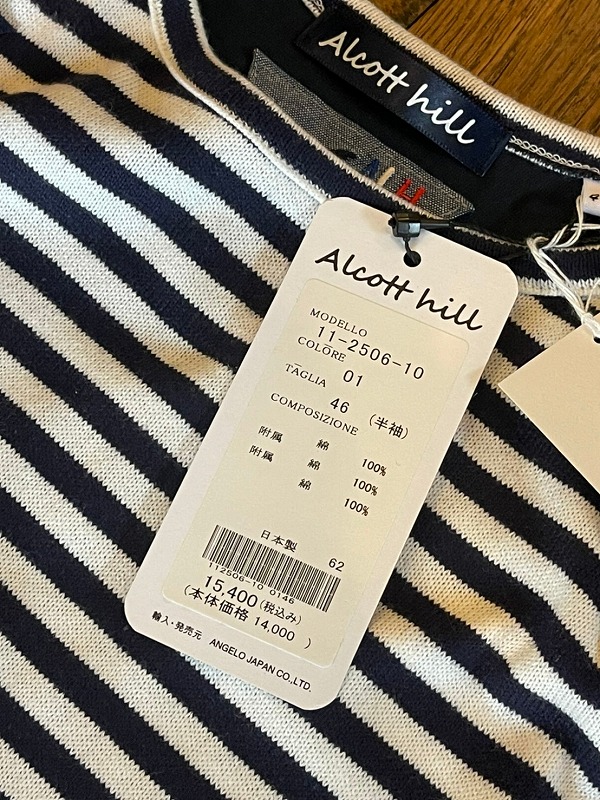 Alcott hill
Alcott hill
MODELLO
11-2506-10
COLORE
01
TAGLIA
46 (半袖)
COMPOSIZIONE
綿 100%
附属 綿 100%
附属 綿 100%
日本製 62
112506-10 0146
15,400(税込み)
(本体価格 14,000 )
輸入・発売元 ANGELO JAPAN CO.,LTD.